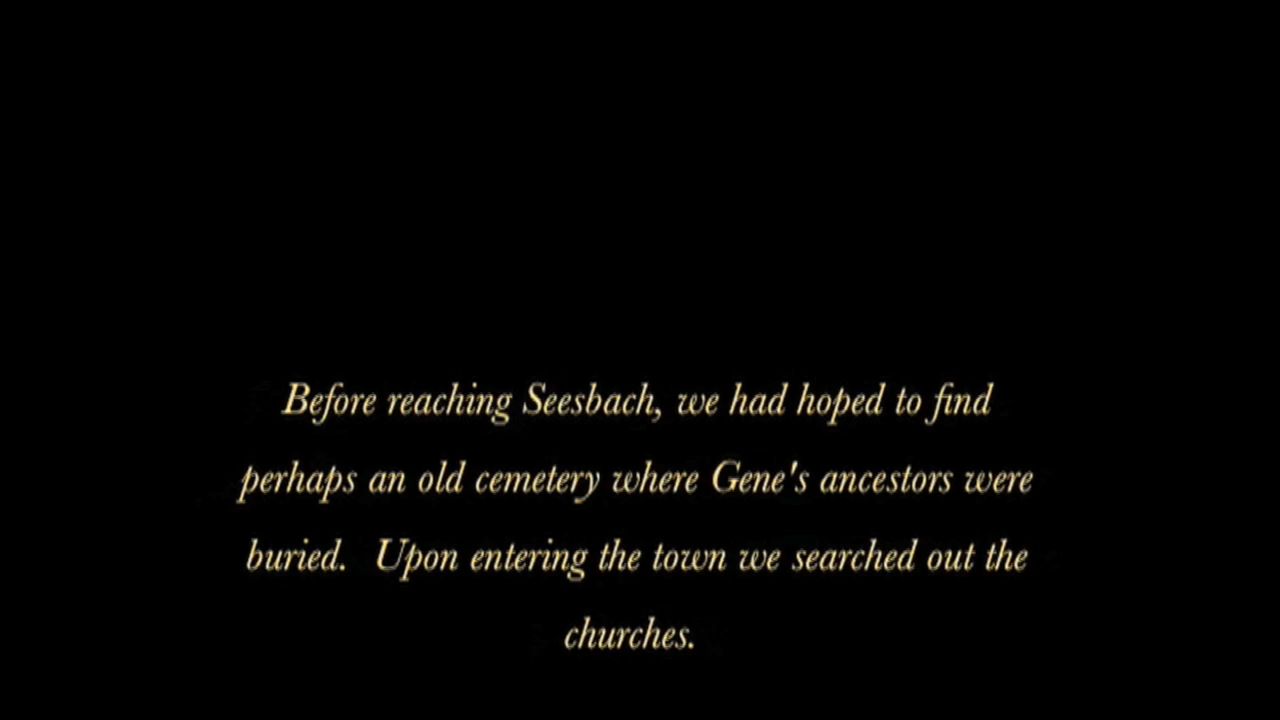 Before reaching Seesbach, we had hoped to find
perhaps an old cemetery where Gene's ancestors were
buried.  Upon entering the town we searched out the
churches.